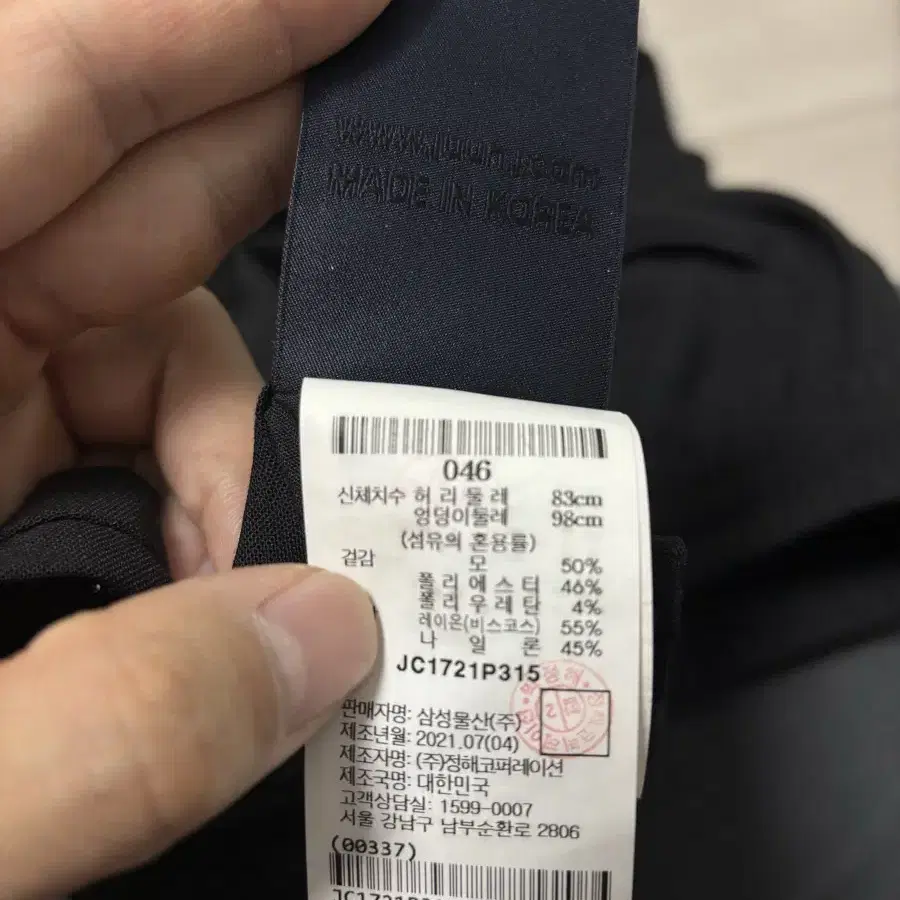 MADE IN KOREA
046
신체치수 허 리 둘 레 83cm
엉덩이둘레 98cm
(섬유의 혼용률)
겉감 모 50%
폴 리 에 스 터 46%
폴 리 우 레 탄 4%
레이온(비스코스) 55%
나 일 론 45%
JC1721P315
판매자명: 삼성물산(주)
제조년월: 2021.07(04)
제조자명: (주)정해코퍼레이션
제조국명: 대한민국
고객상담실: 1599-0007
서울 강남구 남부순환로 2806
(00337)